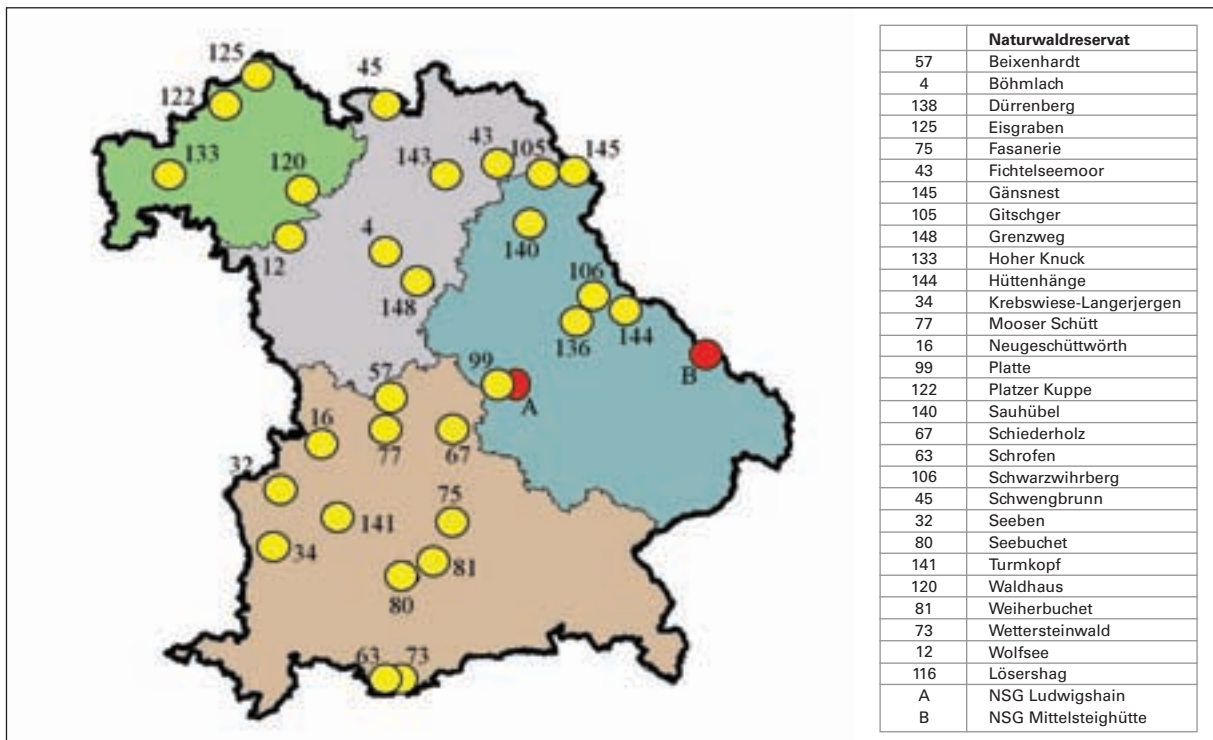 125
45
122
43
105
145
133
120
143
4
140
12
148
106
136
144
99
B
57
A
16
77
67
32
141
75
34
81
80
63
73
Naturwaldreservat
57 Beixenhardt
4 Böhmlach
138 Dürrenberg
125 Eisgraben
75 Fasanerie
43 Fichtelseemoor
145 Gänsnest
105 Gitschger
148 Grenzweg
133 Hoher Knuck
144 Hüttenhänge
34 Krebswiese-Langerjergen
77 Mooser Schütt
16 Neugeschüttwörth
99 Platte
122 Platzer Kuppe
140 Sauhübel
67 Schiederholz
63 Schrofen
106 Schwarzwihrberg
45 Schwengbrunn
32 Seeben
80 Seebuchet
141 Turmkopf
120 Waldhaus
81 Weiherbuchet
73 Wettersteinwald
12 Wolfsee
116 Lösershag
A NSG Ludwigshain
B NSG Mittelsteighütte